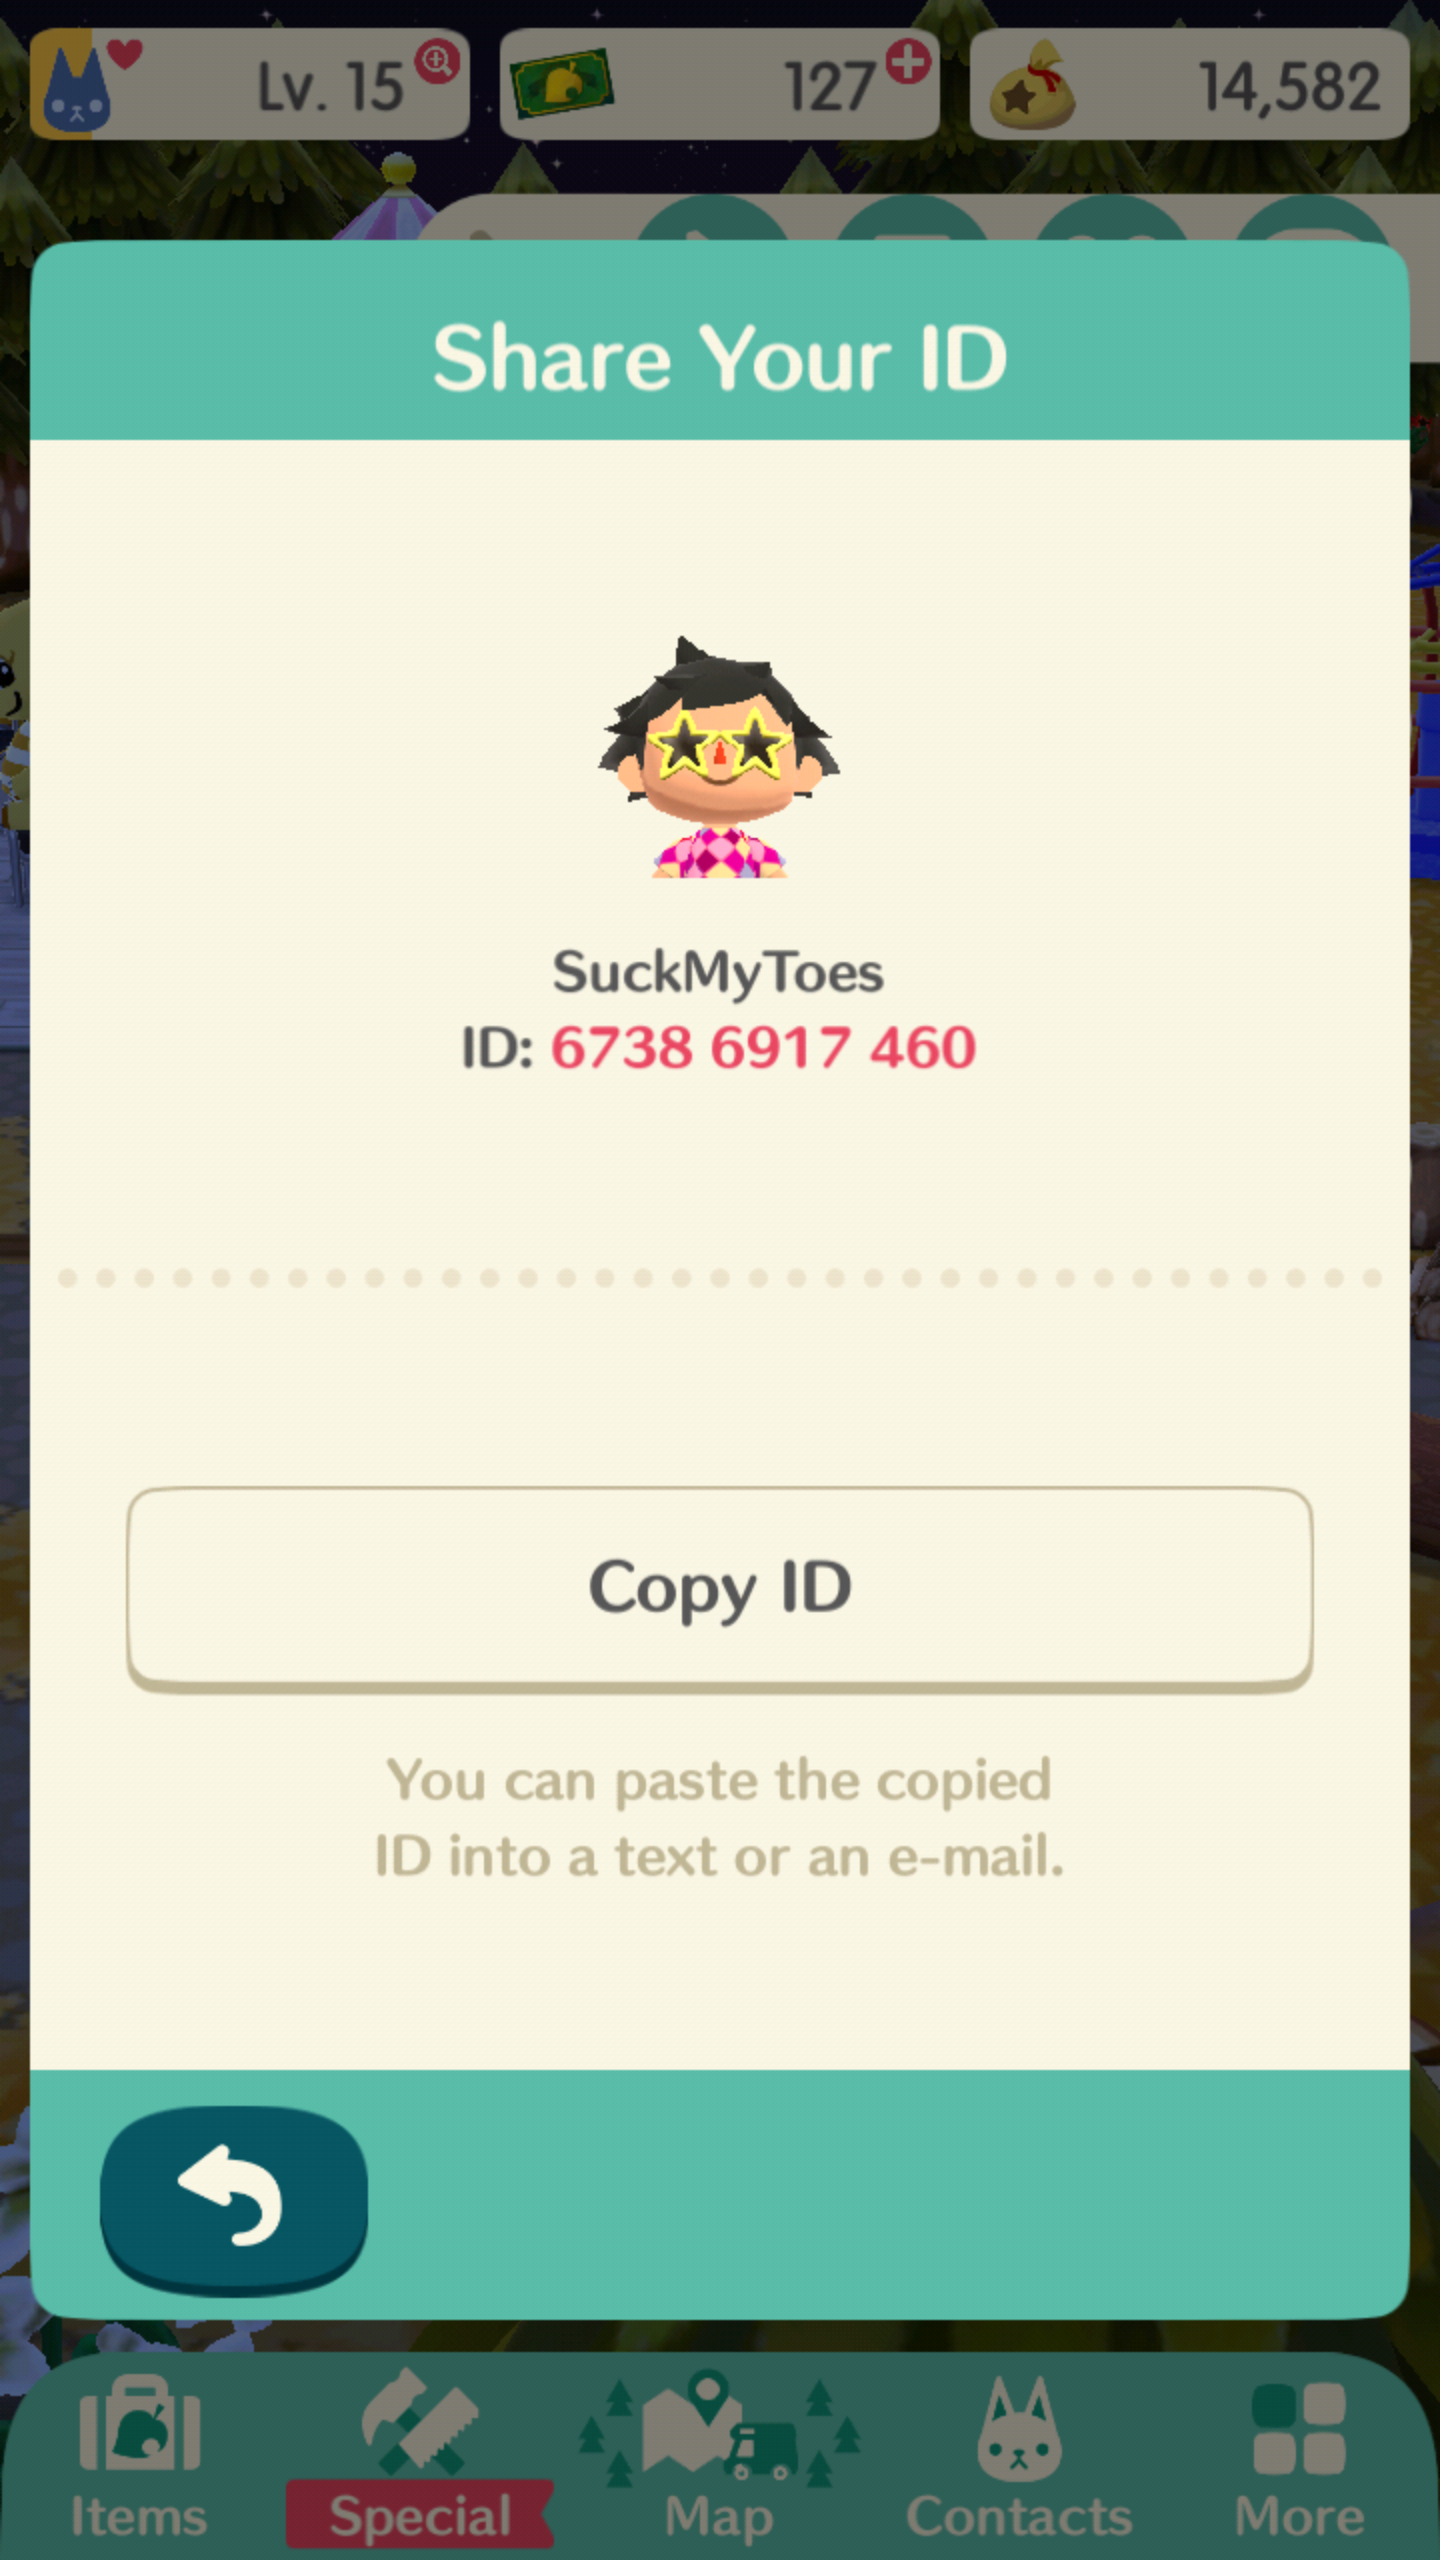 Lv. 15
127
14,582
Share Your ID
SuckMyToes
ID: 6738 6917 460
Copy ID
You can paste the copied
ID into a text or an e-mail.
Items
Special
Map
Contacts
More